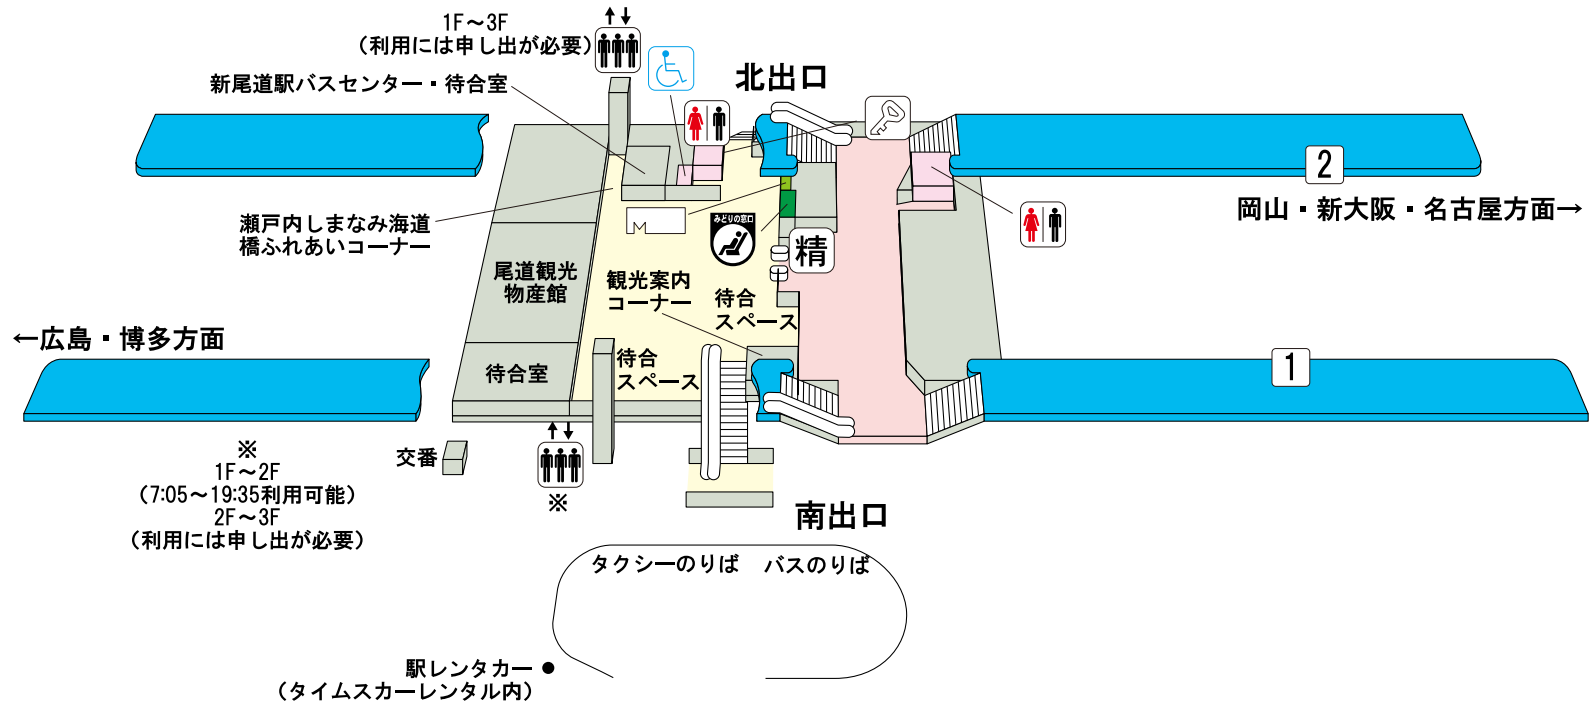 1F～3F
（利用には申し出が必要）
新尾道駅バスセンター・待合室
北出口
2
岡山・新大阪・名古屋方面→
瀬戸内しまなみ海道
橋ふれあいコーナー
M
みどりの窓口
精
尾道観光
物産館
観光案内
コーナー
待合
スペース
←広島・博多方面
待合室
待合
スペース
1
交番
※
1F～2F
（7:05～19:35利用可能）
2F～3F
（利用には申し出が必要）
※
南出口
タクシーのりば
バスのりば
駅レンタカー ●
（タイムスカーレンタル内）